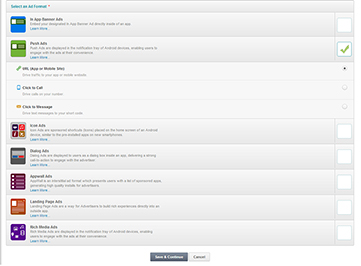 Select an Ad Format *
In App Banner Ads
Embed your designated In App Banner Ad directly inside of an app.
Learn More..
Push Ads
Push Ads are displayed in the notification tray of Android devices, enabling users to
engage with the ads at their convenience.
Learn More..
URL (App or Mobile Site)
Drive traffic to your app or mobile website
Click to Call
Drive calls on your number
Click to Message
Drive text messages to your short code
Icon Ads
Icon Ads are sponsored shortcuts (icons) placed on the home screen of an Android
device, similar to the pre-installed apps on new smartphones.
Learn More..
Dialog Ads
Dialog Ads are displayed to users as a dialog box inside an app, delivering a strong
call to action to engage with the advertiser.
Learn More..
Appwall Ads
AppWall is an interstitial ad format which presents users with a list of sponsored apps,
generating high quality installs for advertisers
Learn More..
Landing Page Ads
Landing Page Ads are a way for Advertisers to build rich experiences directly into an
outside app.
Learn More..
Rich Media Ads
Rich Media Ads are displayed in the notification tray of Android devices, enabling
users to engage with the ads at their convenience.
Learn More..
Save & Continue
Cancel